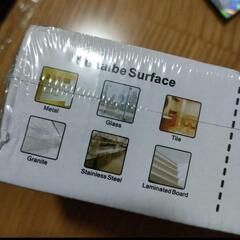 Surface
Metal
Glass
Tile
Granite
Stainless Steel
Laminated Board